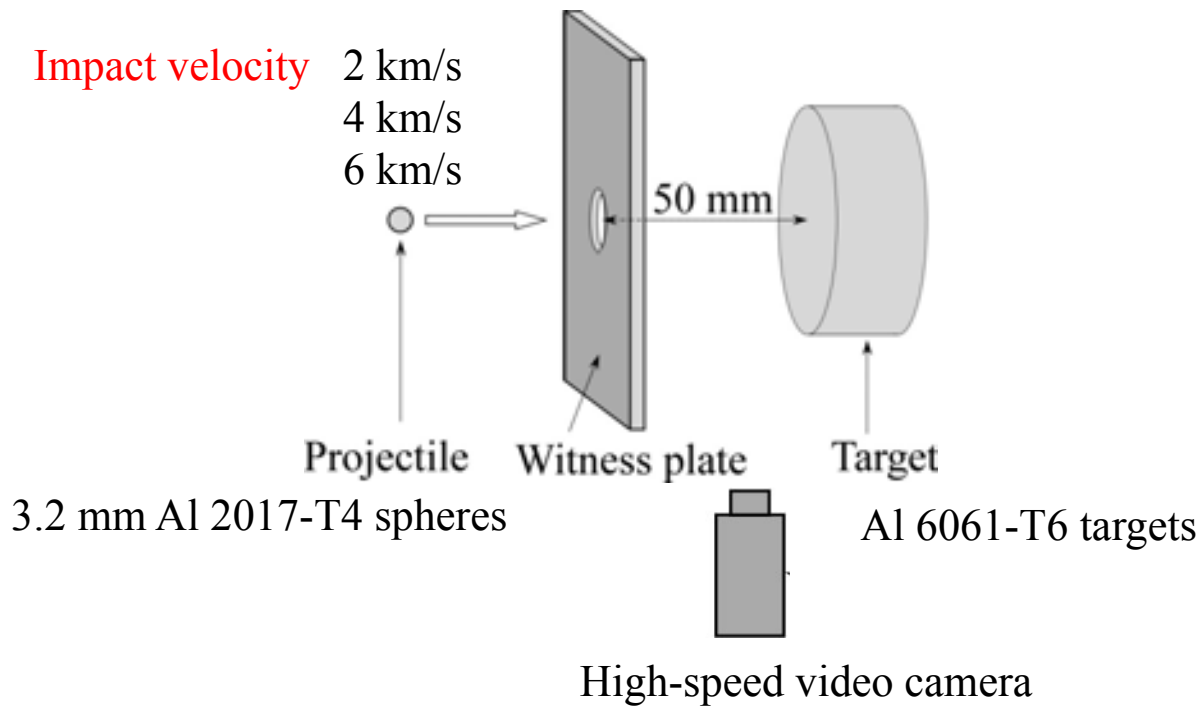 Impact velocity 2 km/s
4 km/s
6 km/s
50 mm
Projectile Witness plate Target
3.2 mm Al 2017-T4 spheres
Al 6061-T6 targets
High-speed video camera